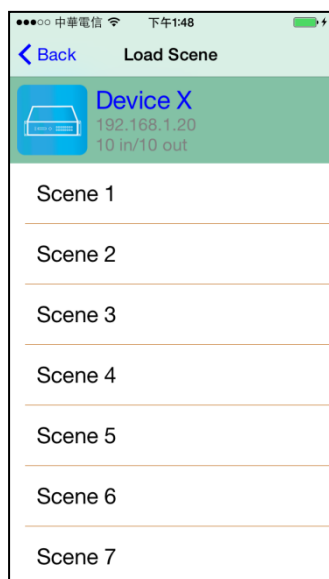 中華電信 下午1:48
Back Load Scene
Device X
192.168.1.20
10 in/10 out
Scene 1
Scene 2
Scene 3
Scene 4
Scene 5
Scene 6
Scene 7